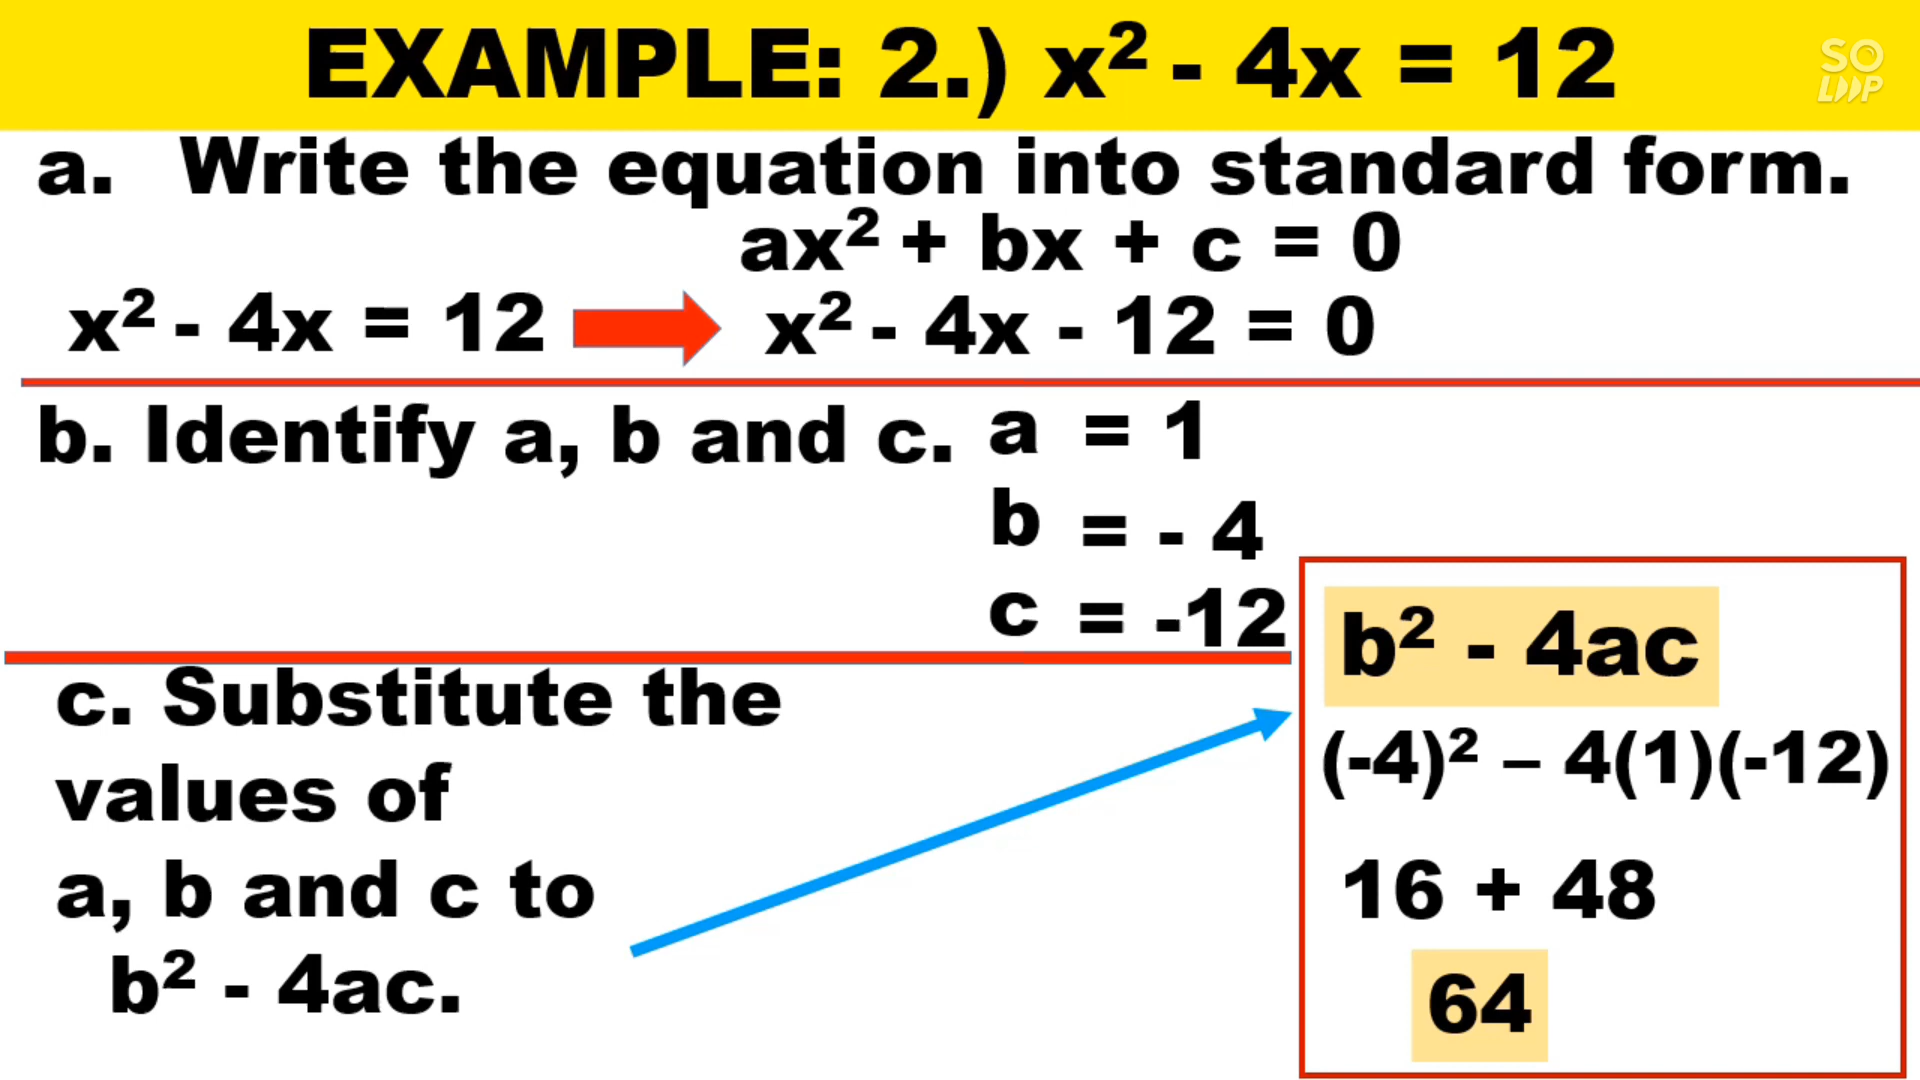 EXAMPLE: 2.) x² - 4x = 12
SO
LOOP
a. Write the equation into standard form.
ax² + bx + c = 0
x² - 4x = 12 x² - 4x - 12 = 0
b. Identify a, b and c. a = 1
b = - 4
c = -12
c. Substitute the
values of
a, b and c to
b² - 4ac.
b² - 4ac
(-4)² – 4(1)(-12)
16 + 48
64